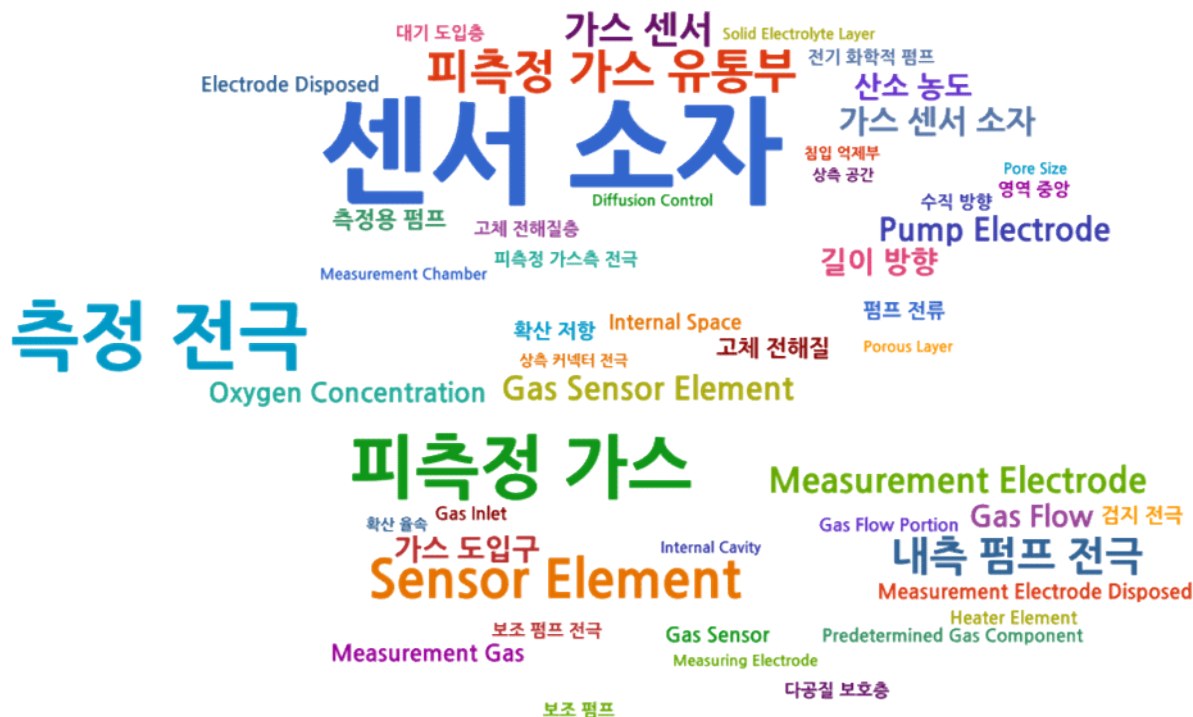 가스 센서
대기 도입층
Solid Electrolyte Layer
전기 화학적 펌프
피측정 가스 유통부
Electrode Disposed
산소 농도
가스 센서 소자
센서 소자
침입 억제부
Pore Size
상측 공간
영역 중앙
Diffusion Control
수직 방향
측정용 펌프
고체 전해질층
Pump Electrode
피측정 가스측 전극
길이 방향
Measurement Chamber
측정 전극
펌프 전류
확산 저항
Internal Space
고체 전해질
Porous Layer
상측 커넥터 전극
Oxygen Concentration
Gas Sensor Element
피측정 가스
Measurement Electrode
Gas Inlet
확산 율속
Gas Flow Portion
Gas Flow
검지 전극
가스 도입구
Internal Cavity
내측 펌프 전극
Sensor Element
Measurement Electrode Disposed
Heater Element
보조 펌프 전극
Gas Sensor
Predetermined Gas Component
Measurement Gas
Measuring Electrode
다공질 보호층
보조 펌프